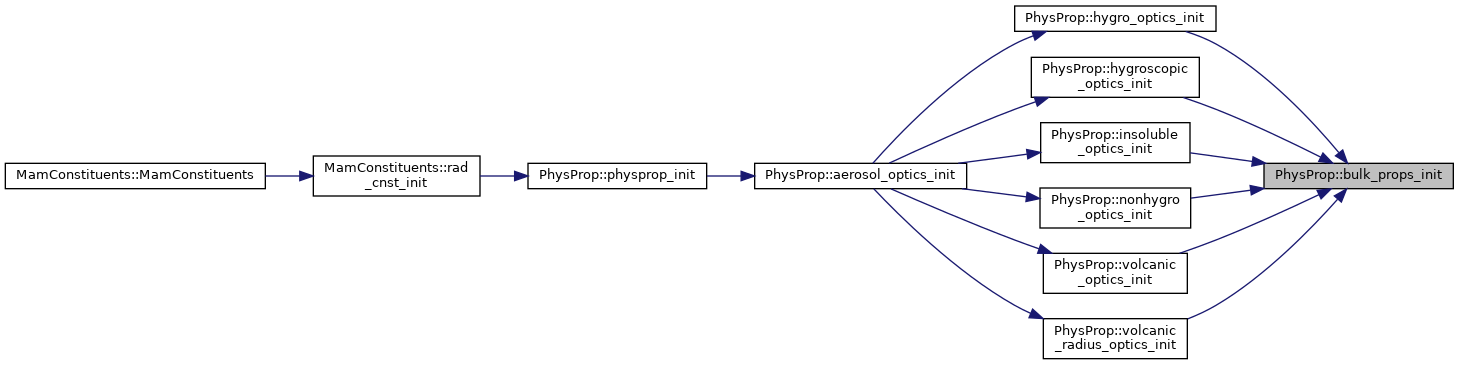 MamConstituents::MamConstituents
MamConstituents::rad
_cnst_init
PhysProp::physprop_init
PhysProp::aerosol_optics_init
PhysProp::hygro_optics_init
PhysProp::hygroscopic
_optics_init
PhysProp::insoluble
_optics_init
PhysProp::nonhygro
_optics_init
PhysProp::volcanic
_optics_init
PhysProp::volcanic
_radius_optics_init
PhysProp::bulk_props_init